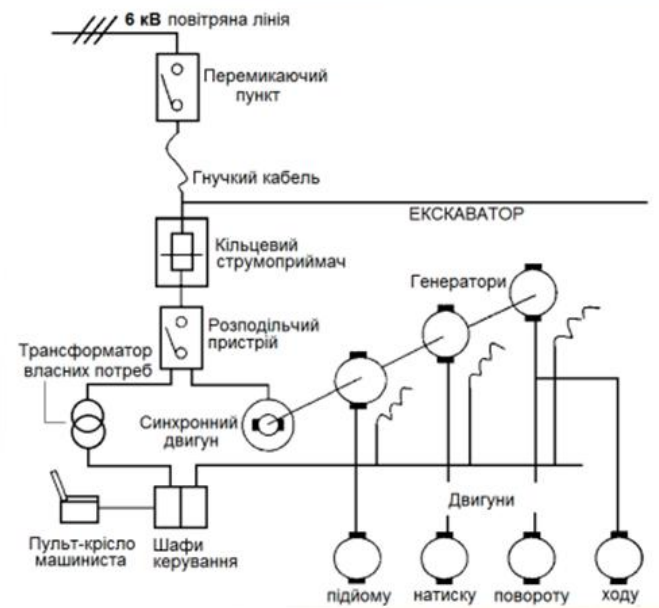 6 кВ повітряна лінія
Перемикаючий
пункт
Гнучкий кабель
ЕКСКАВАТОР
Кільцевий
струмоприймач
Генератори
Розподільчий
пристрій
Трансформатор
власних потреб
Синхронний
двигун
Двигуни
Пульт-крісло
машиниста
Шафи
керування
підйому натиску повороту ходу